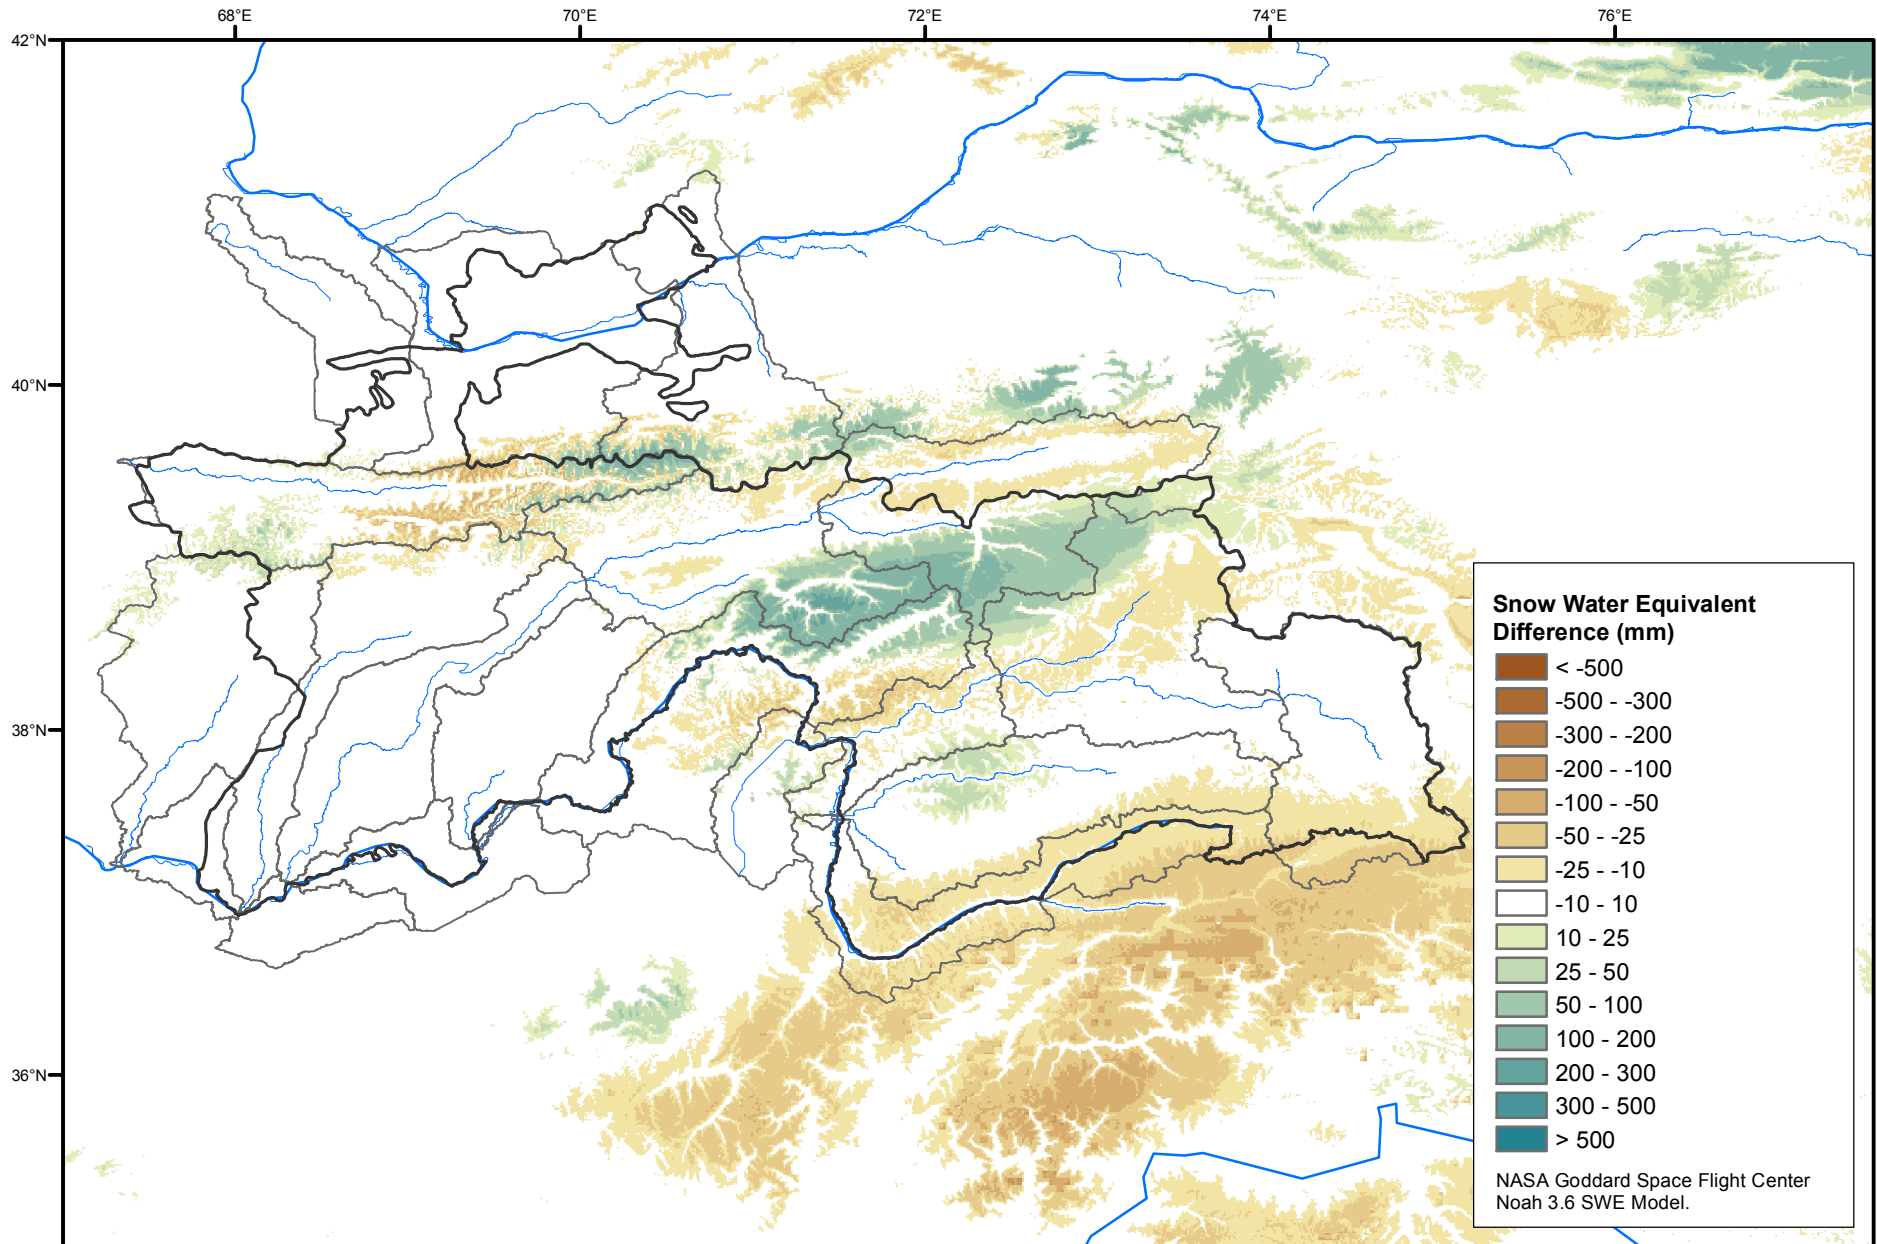 68°E
70°E
72°E
74°E
76°E
42°N
40°N
38°N
36°N
Snow Water Equivalent
Difference (mm)
< -500
-500 - -300
-300 - -200
-200 - -100
-100 - -50
-50 - -25
-25 - -10
-10 - 10
10 - 25
25 - 50
50 - 100
100 - 200
200 - 300
300 - 500
> 500
NASA Goddard Space Flight Center
Noah 3.6 SWE Model.